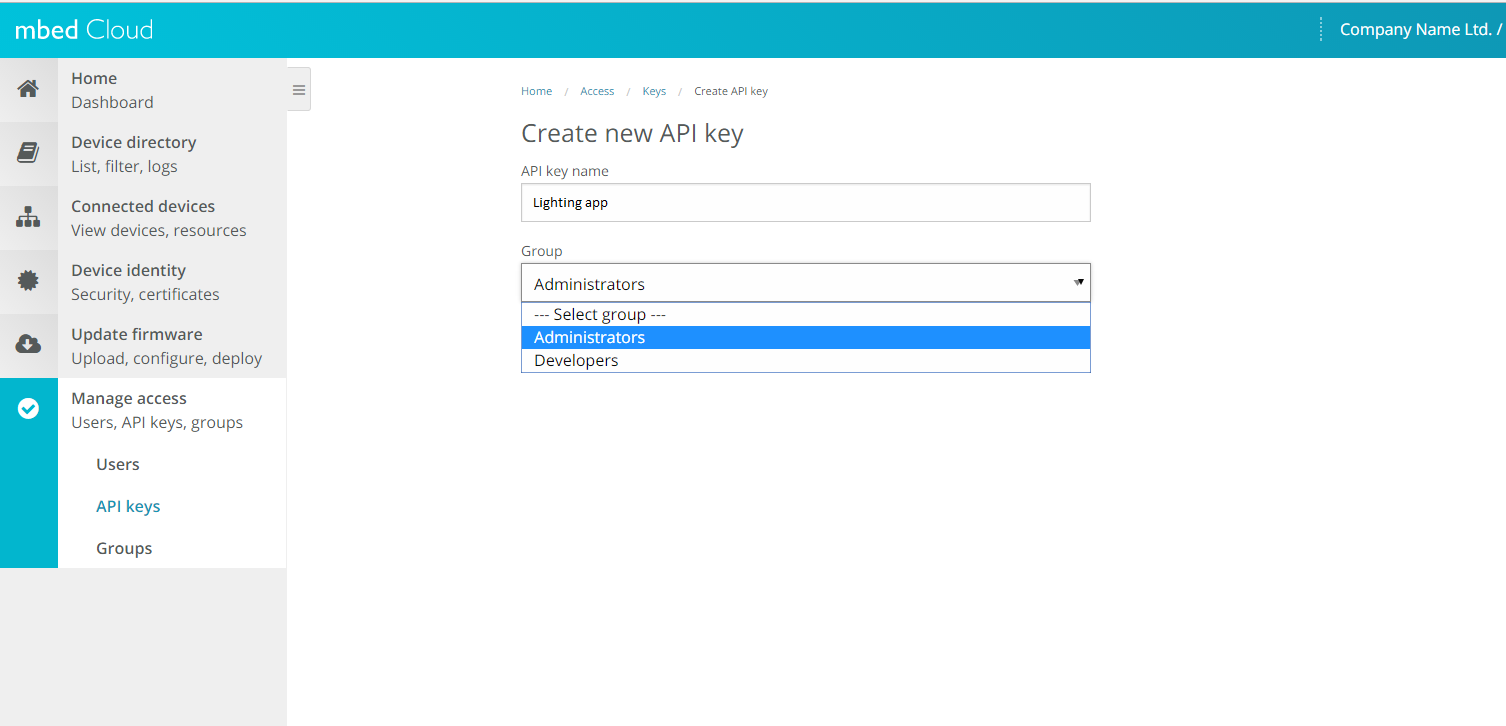 mbed Cloud
Company Name Ltd. /
Home
Dashboard
Device directory
List, filter, logs
Connected devices
View devices, resources
Device identity
Security, certificates
Update firmware
Upload, configure, deploy
Manage access
Users, API keys, groups
Users
API keys
Groups
Home / Access / Keys / Create API key
Create new API key
API key name
Lighting app
Group
Administrators
--- Select group ---
Administrators
Developers